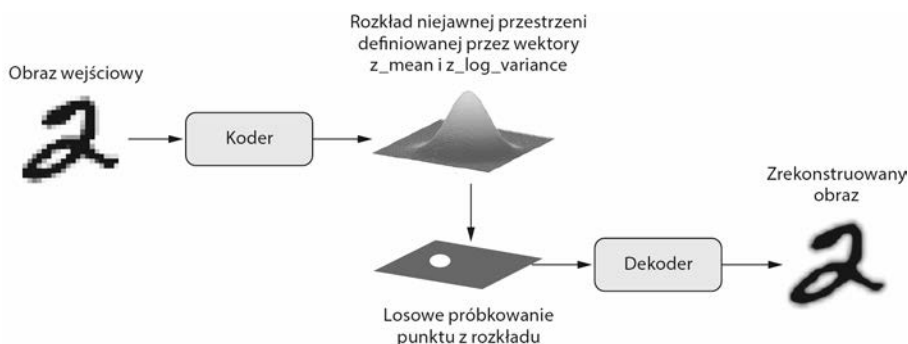 Rozkład niejawnej przestrzeni
definiowanej przez wektory
z_mean i z_log_variance
Obraz wejściowy
Koder
Zrekonstruowany
obraz
Dekoder
Losowe próbkowanie
punktu z rozkładu